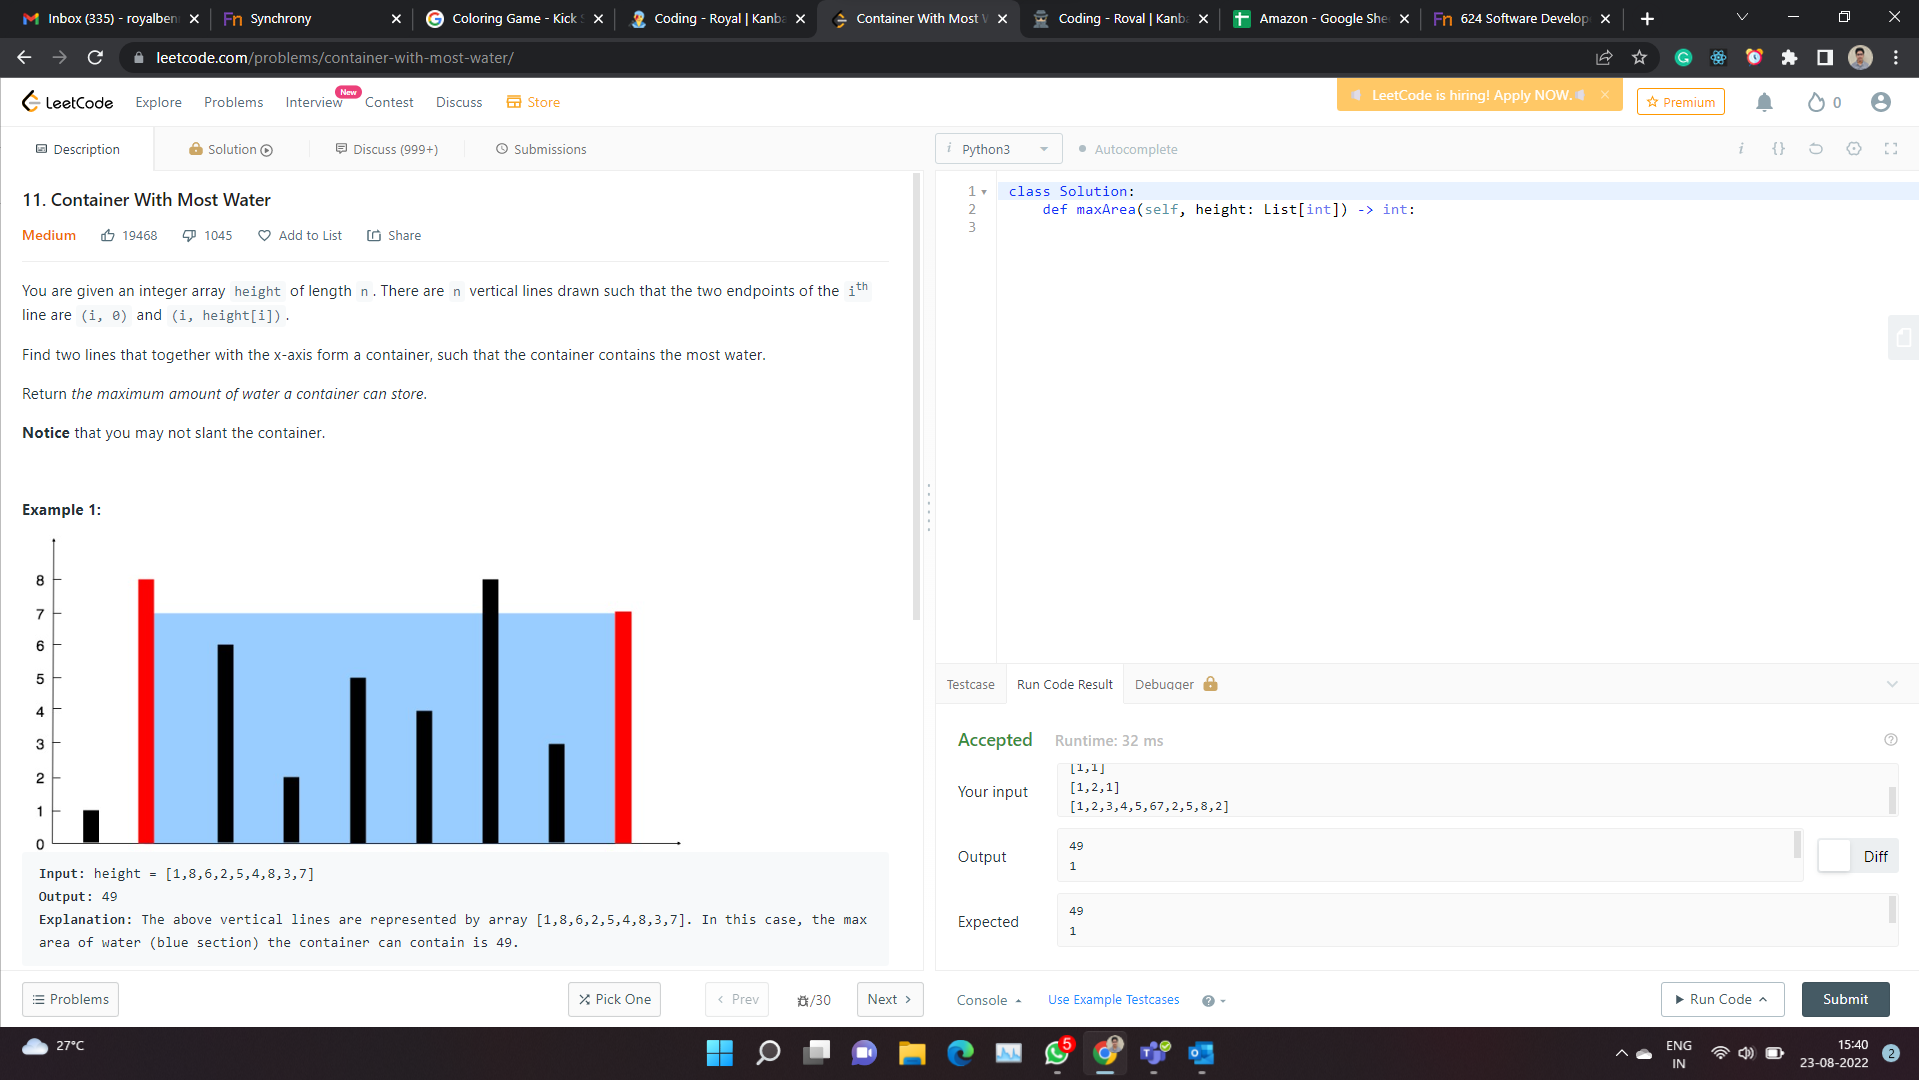 Inbox (335) - royalben
Synchrony
Coloring Game - Kick S
Coding - Royal | Kanba
Container With Most W
Coding - Roval | Kanba
Amazon - Google She
624 Software Develop
leetcode.com/problems/container-with-most-water/
LeetCode
Explore
Problems
Interview
New
Contest
Discuss
Store
LeetCode is hiring! Apply NOW.
Premium
0
Description
Solution
Discuss (999+)
Submissions
11. Container With Most Water
Medium
19468
1045
Add to List
Share
You are given an integer array height of length n. There are n vertical lines drawn such that the two endpoints of the ith
line are (i, 0) and (i, height[i]).
Find two lines that together with the x-axis form a container, such that the container contains the most water.
Return the maximum amount of water a container can store.
Notice that you may not slant the container.
Example 1:
8
7
6
5
4
3
2
1
0
Input: height = [1,8,6,2,5,4,8,3,7]
Output: 49
Explanation: The above vertical lines are represented by array [1,8,6,2,5,4,8,3,7]. In this case, the max
area of water (blue section) the container can contain is 49.
Problems
Pick One
Prev
/30
Next
i Python3
Autocomplete
i {}
1 class Solution:
2 def maxArea(self, height: List[int]) -> int:
3
Testcase
Run Code Result
Debugger
Accepted
Runtime: 32 ms
Your input
[1,1]
[1,2,1]
[1,2,3,4,5,67,2,5,8,2]
Output
49
1
Diff
Expected
49
1
Console
Use Example Testcases
Run Code
Submit
27°C
5
ENG
IN
15:40
23-08-2022
2